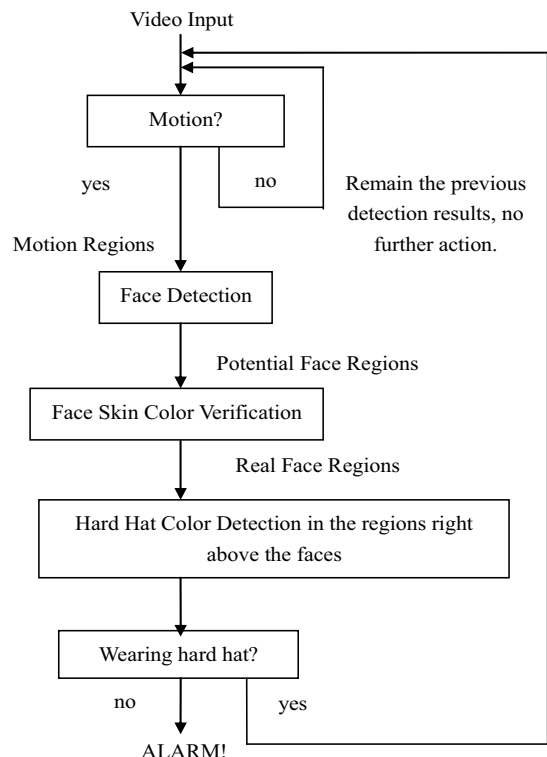 Video Input
Motion?
yes
no
Remain the previous
detection results, no
further action.
Motion Regions
Face Detection
Potential Face Regions
Face Skin Color Verification
Real Face Regions
Hard Hat Color Detection in the regions right
above the faces
Wearing hard hat?
no
yes
ALARM!